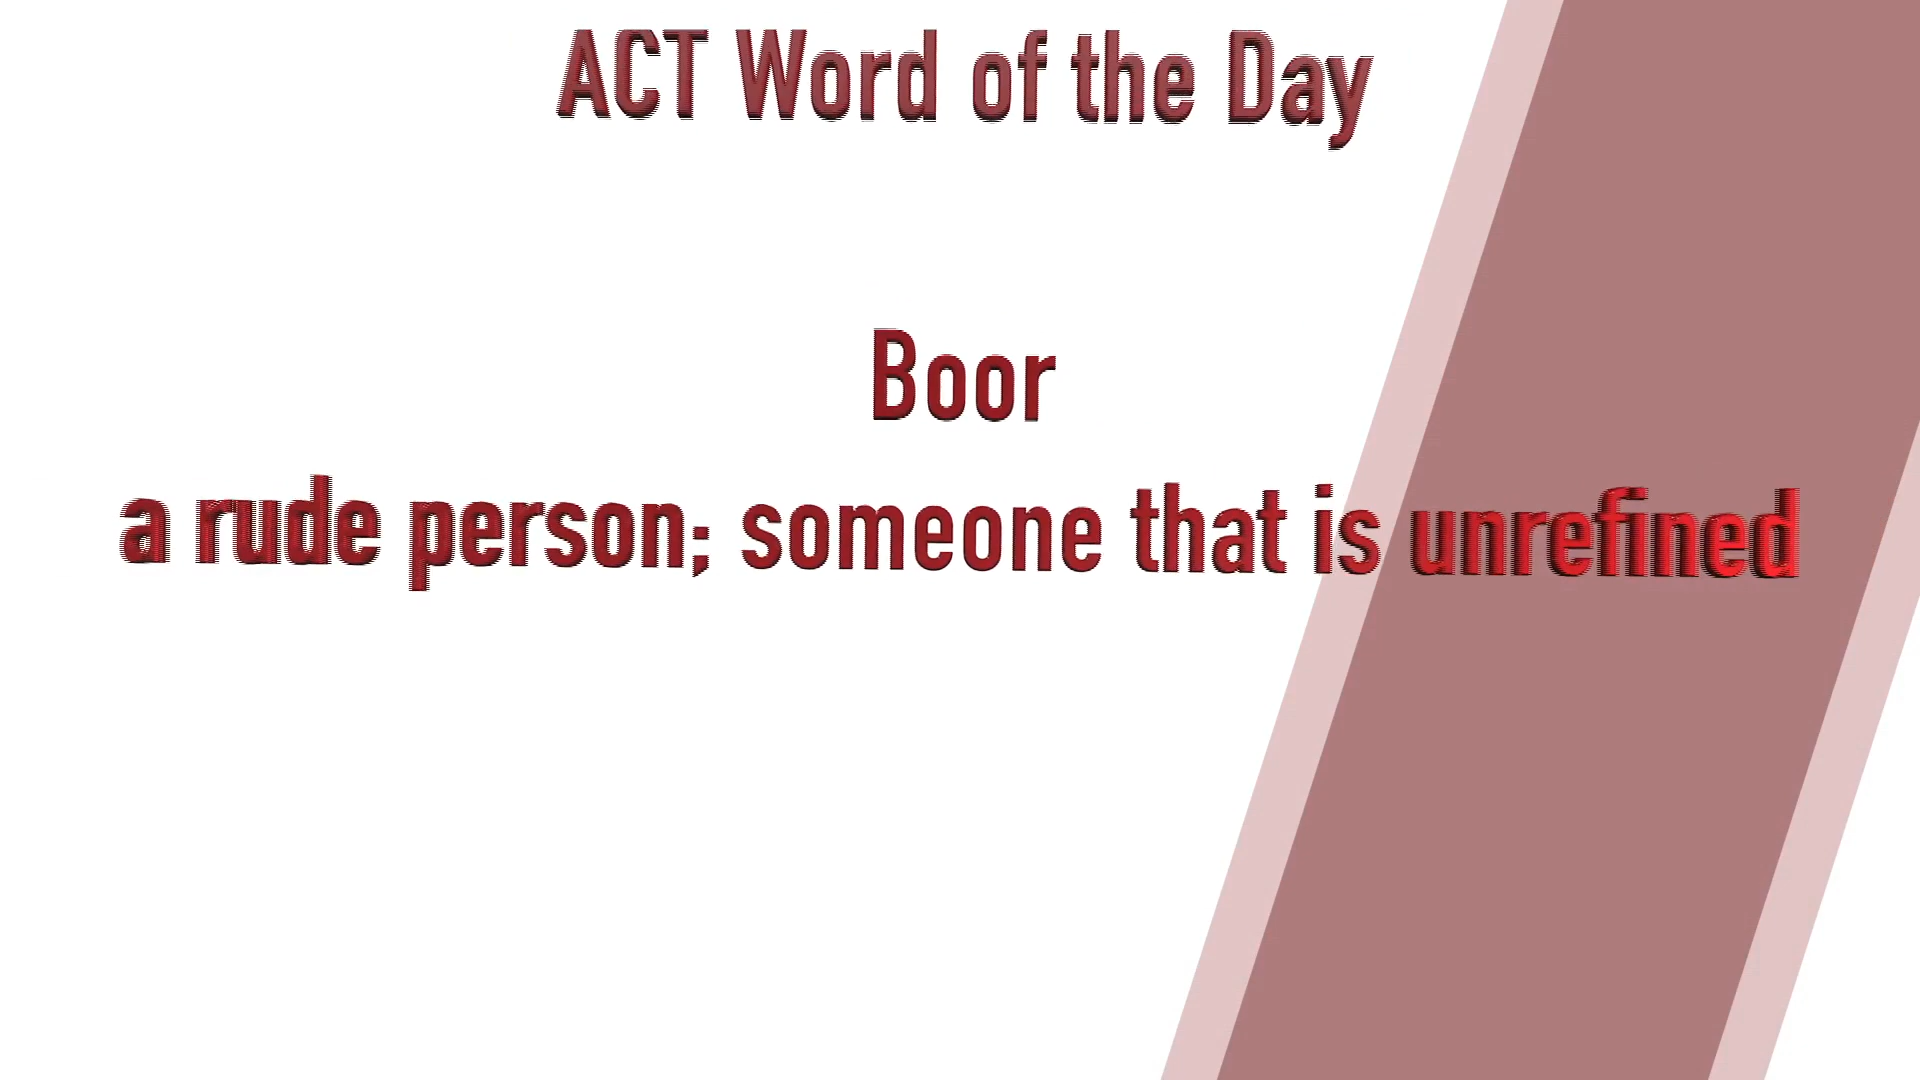 ACT Word of the Day
Boor
a rude person; someone that is unrefined